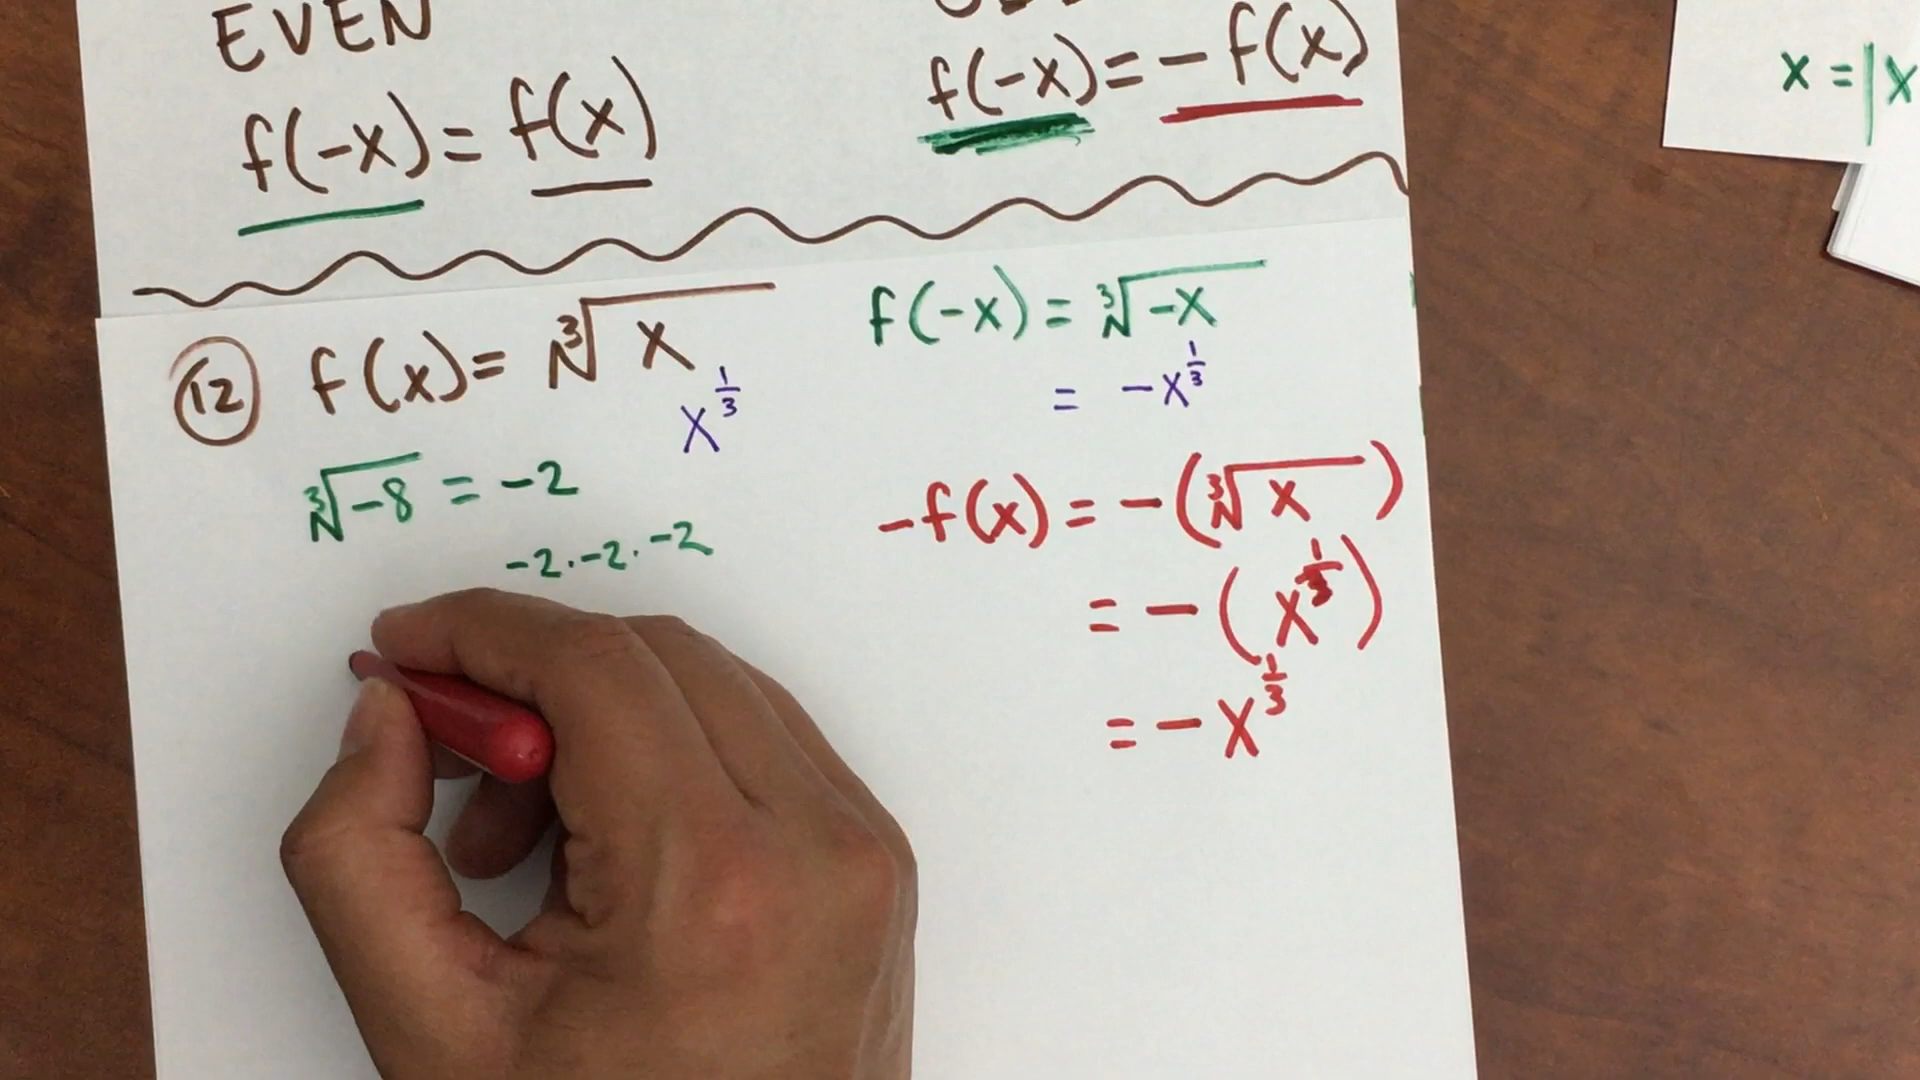 EVEN
f(-x) = f(x)
f(-x) = - f(x)
x = |x
12 f(x) = ∛x
x^(1/3)
∛-8 = -2
-2 · -2 · -2
f(-x) = ∛-x
= -x^(1/3)
-f(x) = -(∛x)
= -(x^(1/3))
= -x^(1/3)